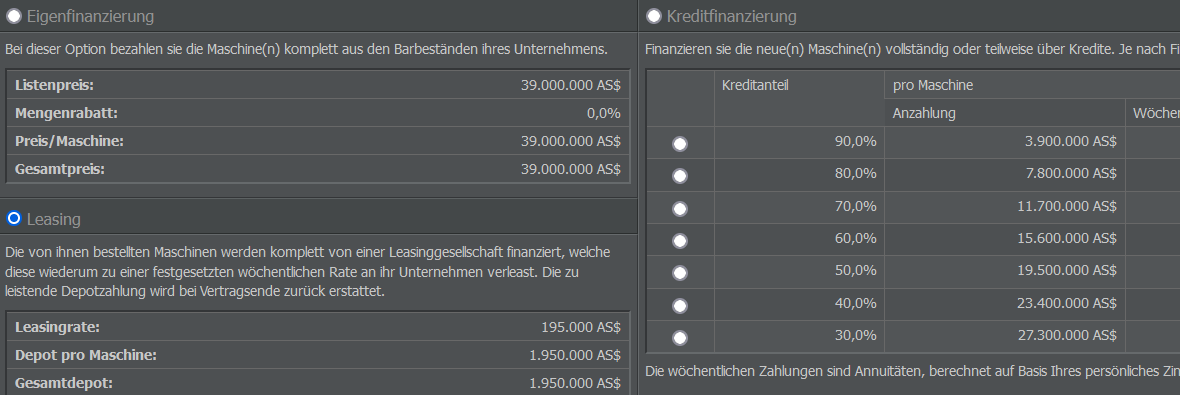 Eigenfinanzierung
Bei dieser Option bezahlen sie die Maschine(n) komplett aus den Barbeständen ihres Unternehmens.
Listenpreis: 39.000.000 AS$
Mengenrabatt: 0,0%
Preis/Maschine: 39.000.000 AS$
Gesamtpreis: 39.000.000 AS$
Leasing
Die von ihnen bestellten Maschinen werden komplett von einer Leasinggesellschaft finanziert, welche
diese wiederum zu einer festgesetzten wöchentlichen Rate an ihr Unternehmen verleast. Die zu
leistende Depotzahlung wird bei Vertragsende zurück erstattet.
Leasingrate: 195.000 AS$
Depot pro Maschine: 1.950.000 AS$
Gesamtdepot: 1.950.000 AS$
Kreditfinanzierung
Finanzieren sie die neue(n) Maschine(n) vollständig oder teilweise über Kredite. Je nach Fi
Kreditanteil pro Maschine
Anzahlung Wöcher
90,0% 3.900.000 AS$
80,0% 7.800.000 AS$
70,0% 11.700.000 AS$
60,0% 15.600.000 AS$
50,0% 19.500.000 AS$
40,0% 23.400.000 AS$
30,0% 27.300.000 AS$
Die wöchentlichen Zahlungen sind Annuitäten, berechnet auf Basis Ihres persönliches Zin